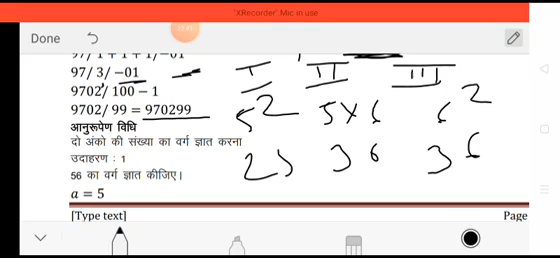 'XRecorder' Mic in use
Done
97/ 3/ −01
9702/ 100 − 1
9702/ 99 = 970299
आनुरूपेण विधि
दो अंको की संख्या का वर्ग ज्ञात करना
उदाहरण : 1
56 का वर्ग ज्ञात कीजिए।
a = 5
[Type text]
Page
I II III
5² 5×6 6²
25 36 36